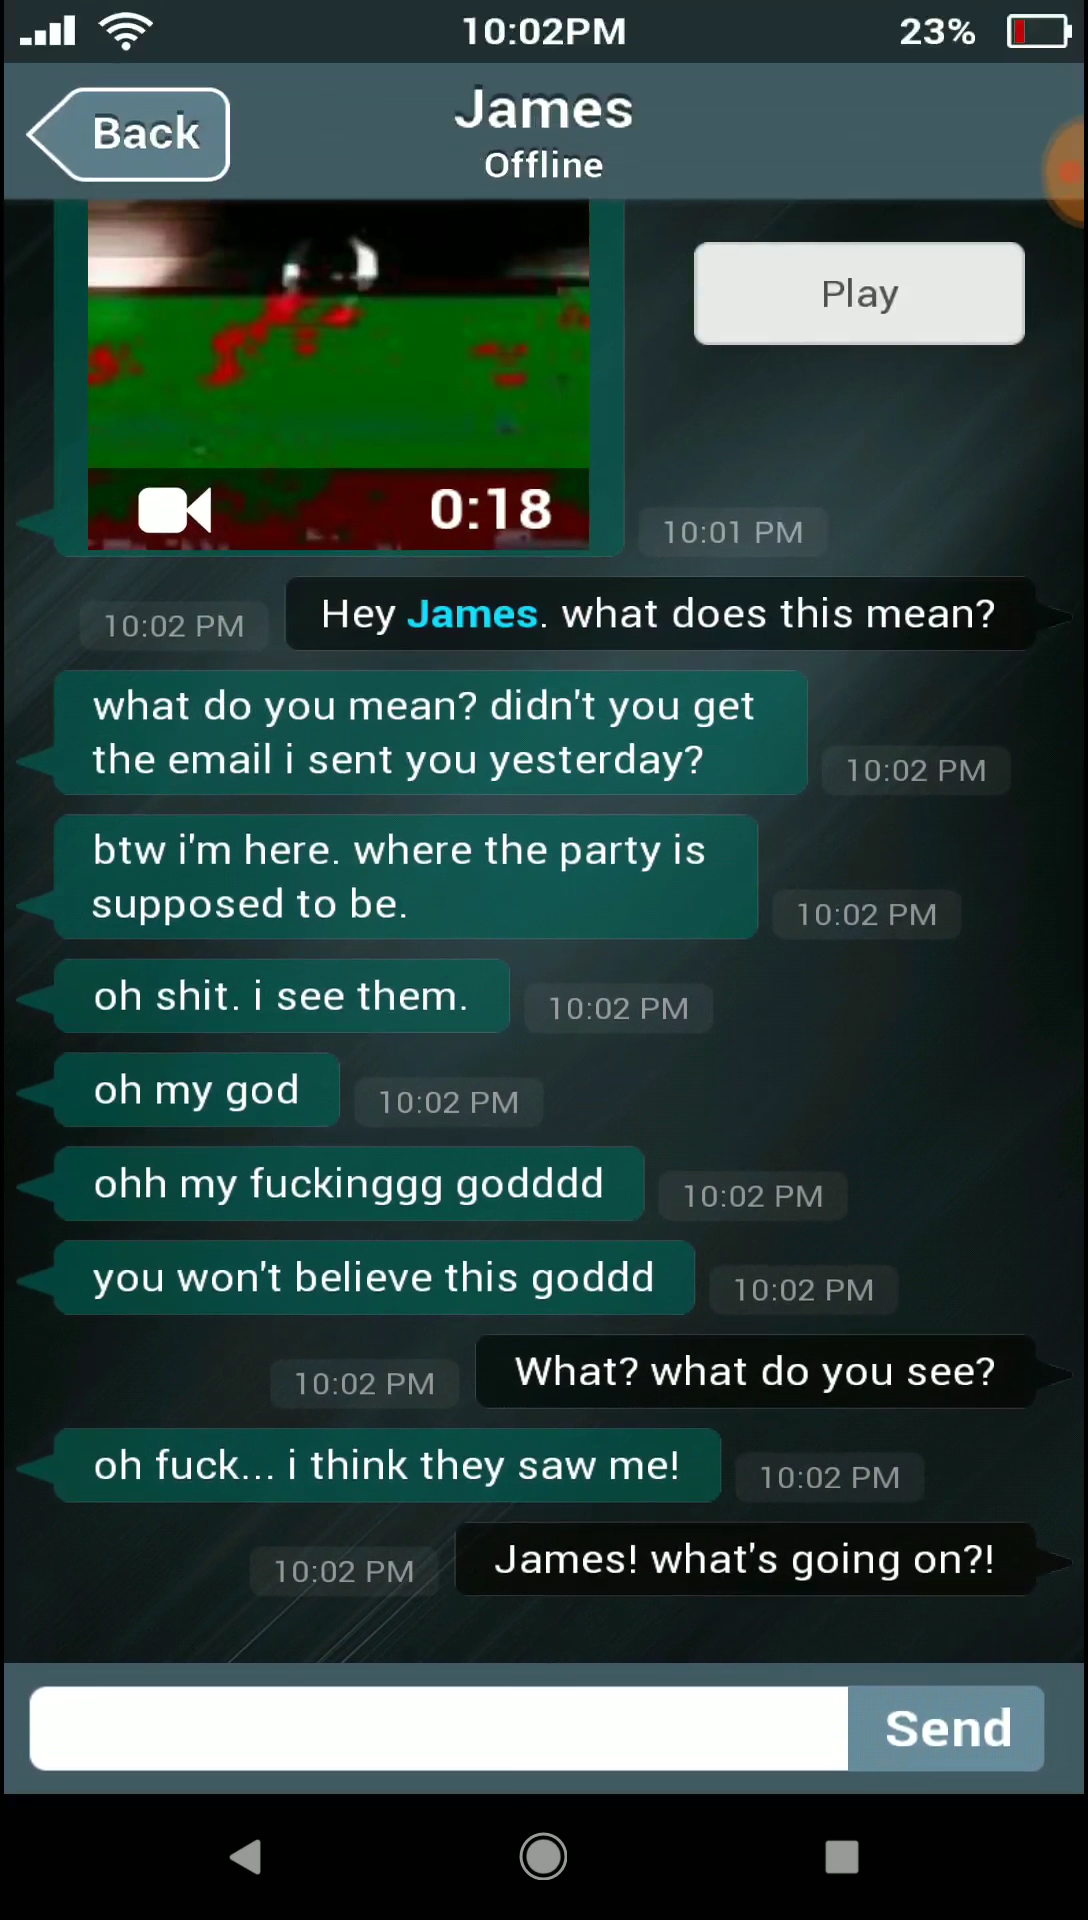 10:02PM
23%
Back
James
Offline
Play
0:18
10:01 PM
Hey James. what does this mean?
10:02 PM
what do you mean? didn't you get
the email i sent you yesterday?
10:02 PM
btw i'm here. where the party is
supposed to be.
10:02 PM
oh shit. i see them.
10:02 PM
oh my god
10:02 PM
ohh my fuckinggg godddd
10:02 PM
you won't believe this goddd
10:02 PM
What? what do you see?
10:02 PM
oh fuck... i think they saw me!
10:02 PM
James! what's going on?!
10:02 PM
Send